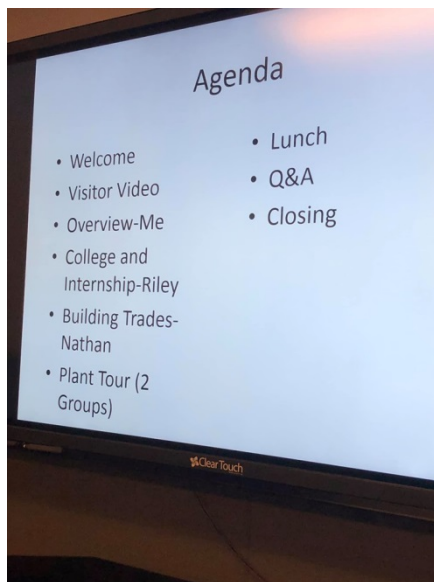 Agenda
• Welcome
• Visitor Video
• Overview-Me
• College and
Internship-Riley
• Building Trades-
Nathan
• Plant Tour (2
Groups)
• Lunch
• Q&A
• Closing
ClearTouch